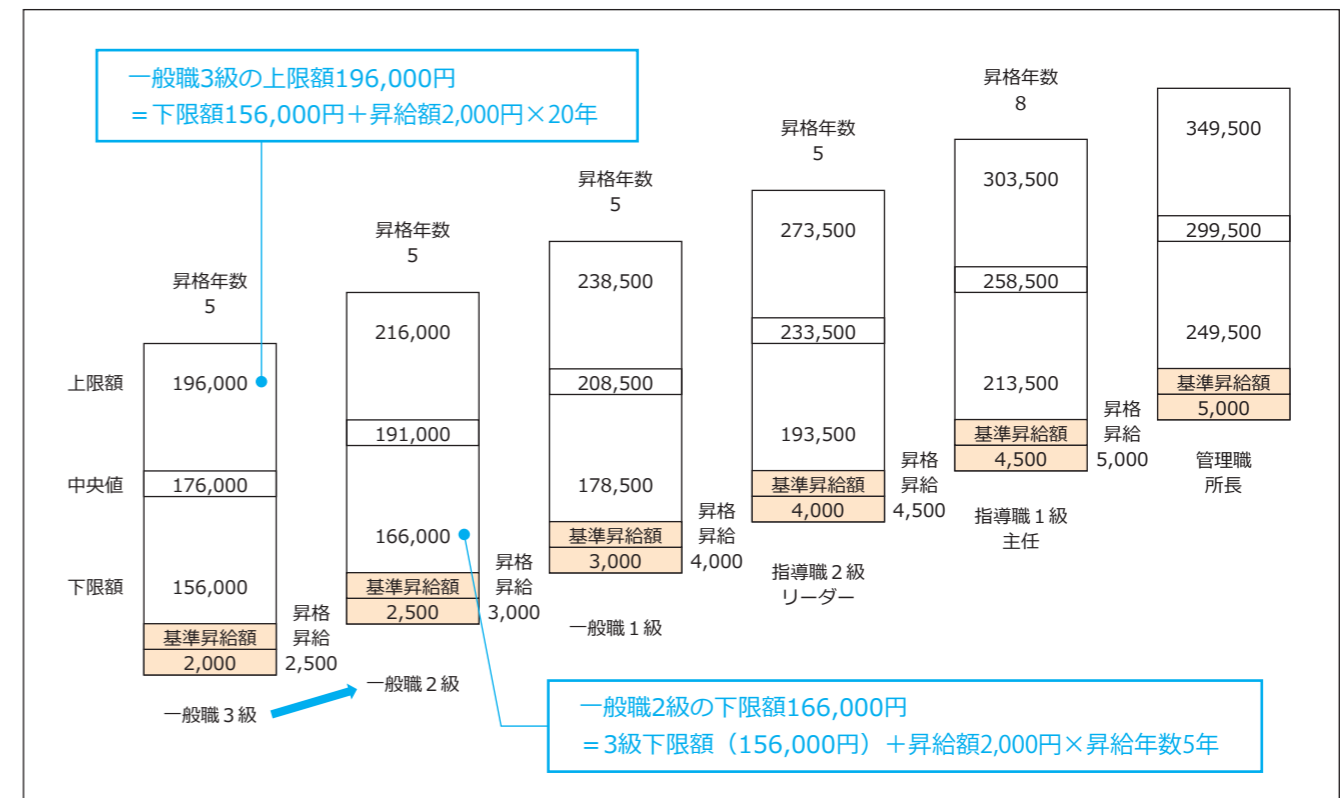 一般職3級の上限額196,000円
＝下限額156,000円＋昇給額2,000円×20年
昇格年数
5
上限額
196,000
中央値
176,000
下限額
156,000
基準昇給額
2,000
一般職３級
昇格
昇給
2,500
昇格年数
5
216,000
191,000
166,000
基準昇給額
2,500
一般職２級
昇格
昇給
3,000
昇格年数
5
238,500
208,500
178,500
基準昇給額
3,000
一般職１級
昇格
昇給
4,000
昇格年数
5
273,500
233,500
193,500
基準昇給額
4,000
指導職２級
リーダー
昇格
昇給
4,500
昇格年数
8
303,500
258,500
213,500
基準昇給額
4,500
指導職１級
主任
昇格
昇給
5,000
349,500
299,500
249,500
基準昇給額
5,000
管理職
所長
一般職2級の下限額166,000円
＝3級下限額（156,000円）＋昇給額2,000円×昇給年数5年